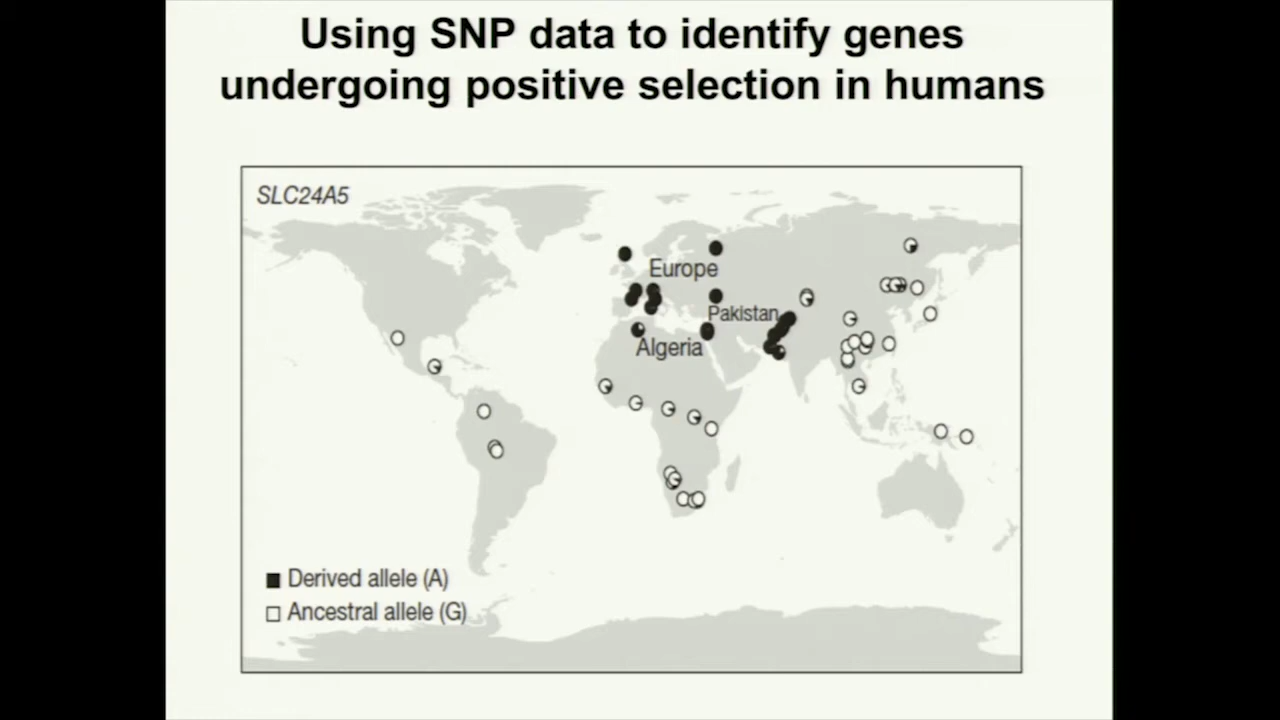 Using SNP data to identify genes
undergoing positive selection in humans
SLC24A5
Europe
Pakistan
Algeria
Derived allele (A)
Ancestral allele (G)